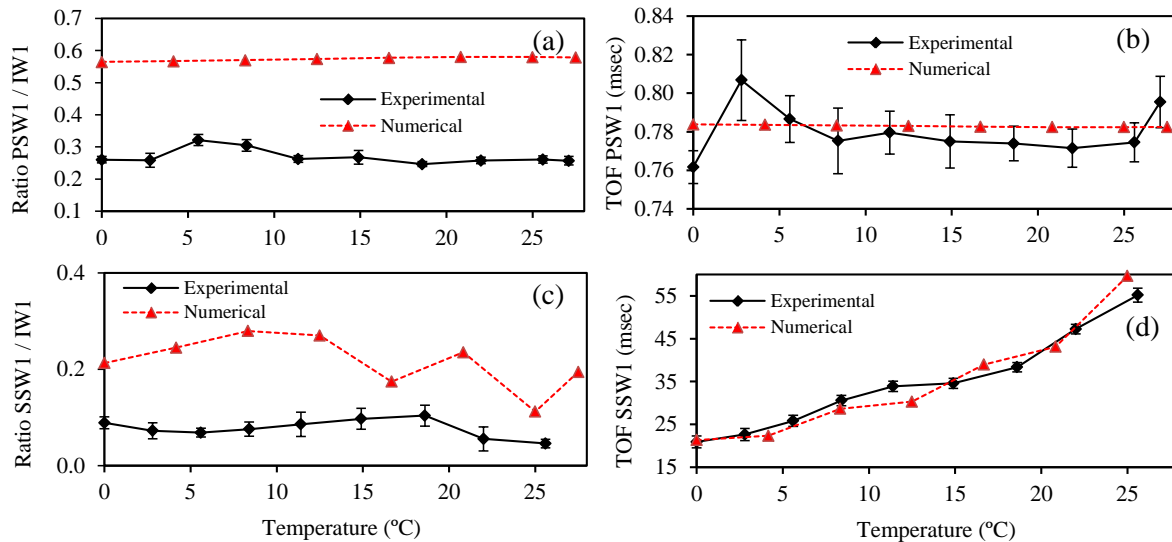 Ratio PSW1 / IW1
0.7
0.6
0.5
0.4
0.3
0.2
0.1
(a)
Experimental
Numerical
0 5 10 15 20 25
TOF PSW1 (msec)
0.84
0.82
0.80
0.78
0.76
0.74
(b)
Experimental
Numerical
0 5 10 15 20 25
Ratio SSW1 / IW1
0.4
0.2
0.0
(c)
Experimental
Numerical
0 5 10 15 20 25
Temperature (ºC)
TOF SSW1 (msec)
55
45
35
25
15
(d)
Experimental
Numerical
0 5 10 15 20 25
Temperature (ºC)